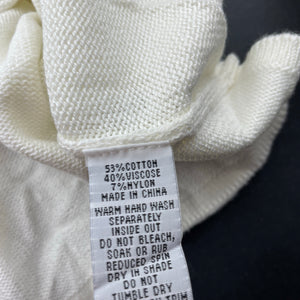 53%COTTON
40%VISCOSE
7%NYLON
MADE IN CHINA
WARM HAND WASH
SEPARATELY
INSIDE OUT
DO NOT BLEACH,
SOAK OR RUB
REDUCED SPIN
DRY IN SHADE
DO NOT
TUMBLE DRY
TRIM